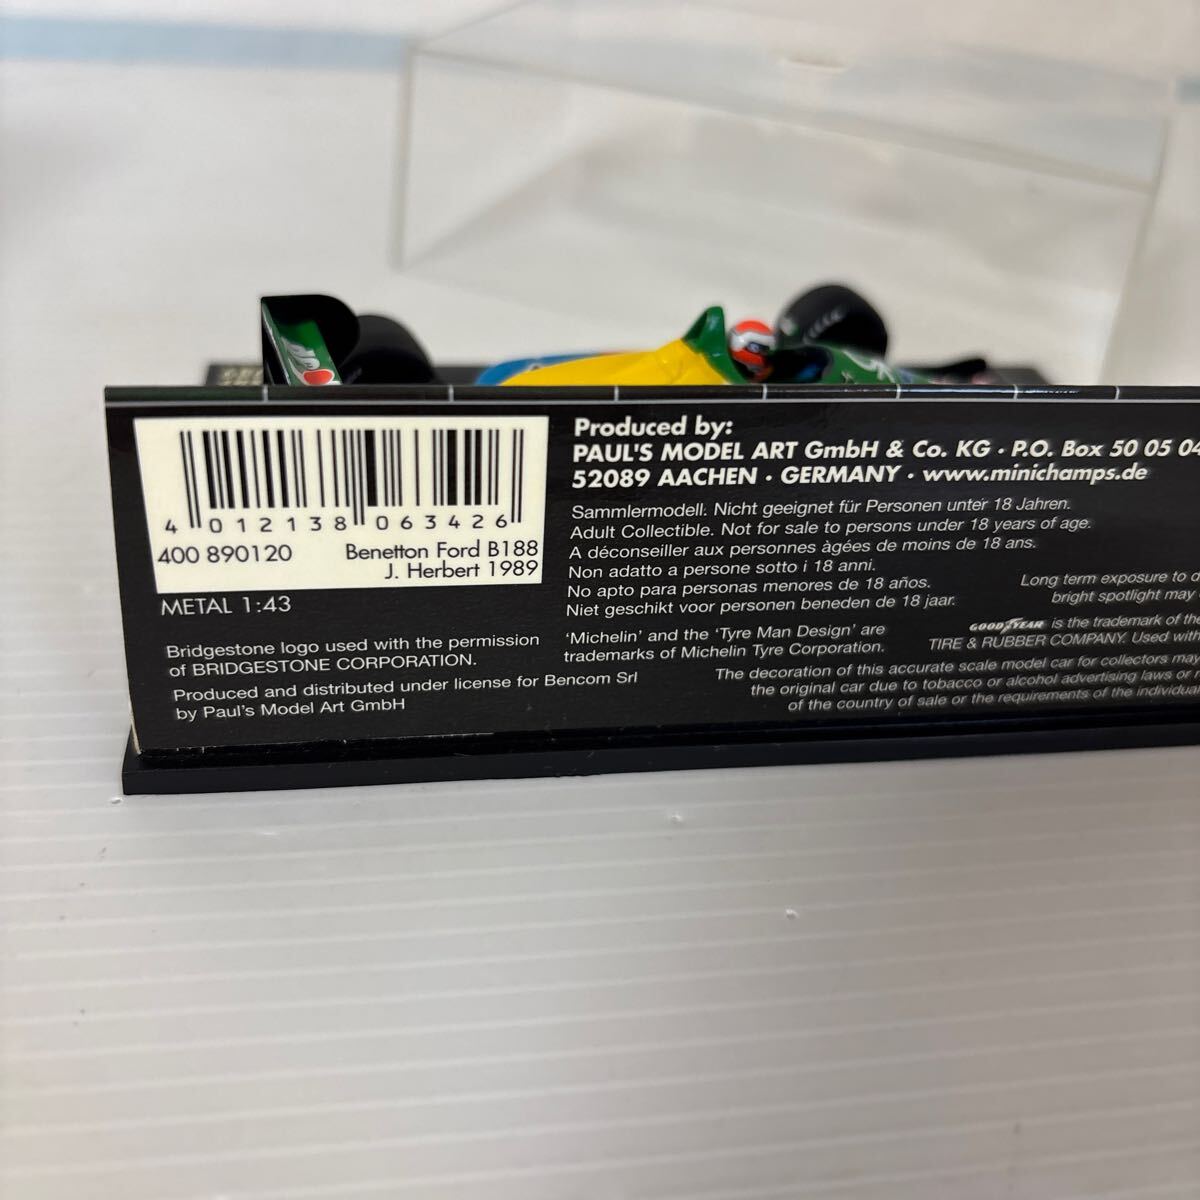 4 012138 063426
400 890120 Benetton Ford B188
J. Herbert 1989
METAL 1:43
Bridgestone logo used with the permission
of BRIDGESTONE CORPORATION.
Produced and distributed under license for Bencom Srl
by Paul's Model Art GmbH
Produced by:
PAUL'S MODEL ART GmbH & Co. KG · P.O. Box 50 05 04
52089 AACHEN · GERMANY · www.minichamps.de
Sammlermodell. Nicht geeignet für Personen unter 18 Jahren.
Adult Collectible. Not for sale to persons under 18 years of age.
A déconseiller aux personnes àgées de moins de 18 ans.
Non adatto a persone sotto i 18 anni.
No apto para personas menores de 18 años.
Niet geschikt voor personen beneden de 18 jaar.
'Michelin' and the 'Tyre Man Design' are
trademarks of Michelin Tyre Corporation.
Long term exposure to
bright spotlight may
GOODYEAR is the trademark of the
TIRE & RUBBER COMPANY. Used with
The decoration of this accurate scale model car for collectors may
the original car due to tobacco or alcohol advertising laws or
of the country of sale or the requirements of the individual